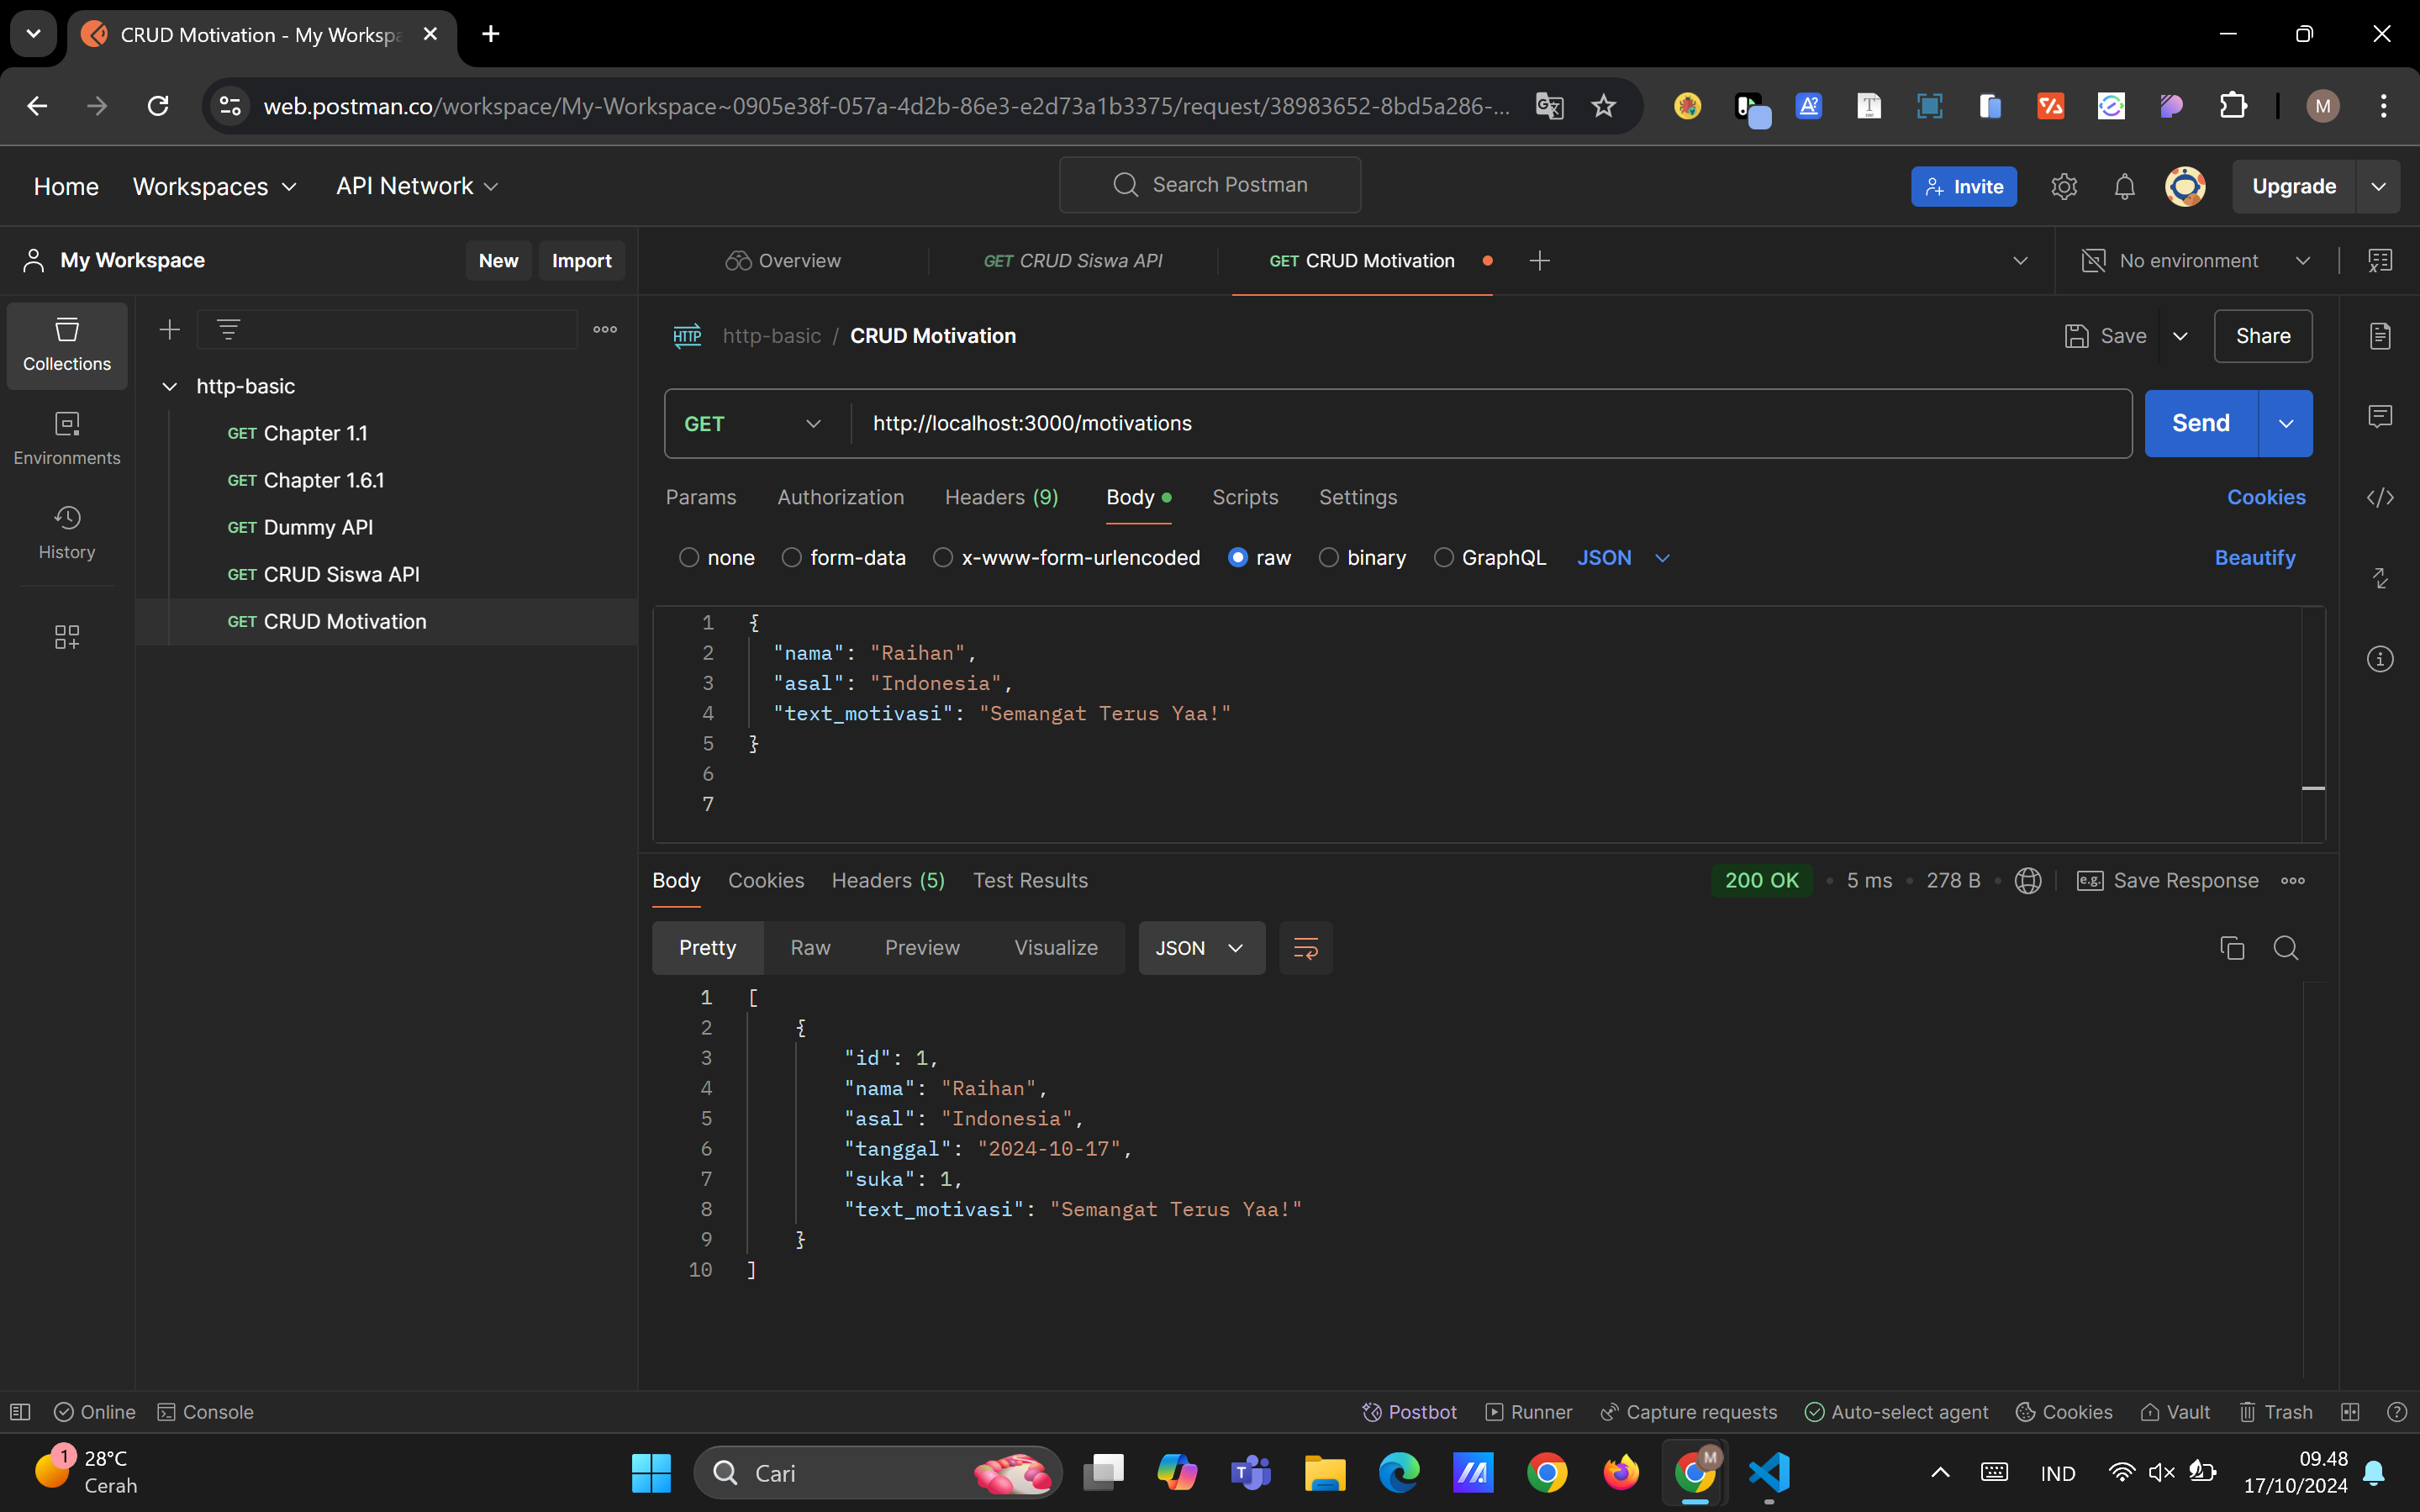 CRUD Motivation - My Workspa
web.postman.co/workspace/My-Workspace~0905e38f-057a-4d2b-86e3-e2d73a1b3375/request/38983652-8bd5a286-...
M
Home
Workspaces
API Network
Search Postman
Invite
Upgrade
My Workspace
New
Import
Overview
GET CRUD Siswa API
GET CRUD Motivation
No environment
Collections
Environments
History
http-basic
GET Chapter 1.1
GET Chapter 1.6.1
GET Dummy API
GET CRUD Siswa API
GET CRUD Motivation
HTTP
http-basic / CRUD Motivation
Save
Share
GET
http://localhost:3000/motivations
Send
Params
Authorization
Headers (9)
Body
Scripts
Settings
Cookies
none
form-data
x-www-form-urlencoded
raw
binary
GraphQL
JSON
Beautify
1 {
2 "nama": "Raihan",
3 "asal": "Indonesia",
4 "text_motivasi": "Semangat Terus Yaa!"
5 }
6
7
Body
Cookies
Headers (5)
Test Results
200 OK
5 ms
278 B
e.g.
Save Response
Pretty
Raw
Preview
Visualize
JSON
1 [
2 {
3 "id": 1,
4 "nama": "Raihan",
5 "asal": "Indonesia",
6 "tanggal": "2024-10-17",
7 "suka": 1,
8 "text_motivasi": "Semangat Terus Yaa!"
9 }
10 ]
Online
Console
Postbot
Runner
Capture requests
Auto-select agent
Cookies
Vault
Trash
1
28°C
Cerah
Cari
M
IND
09.48
17/10/2024